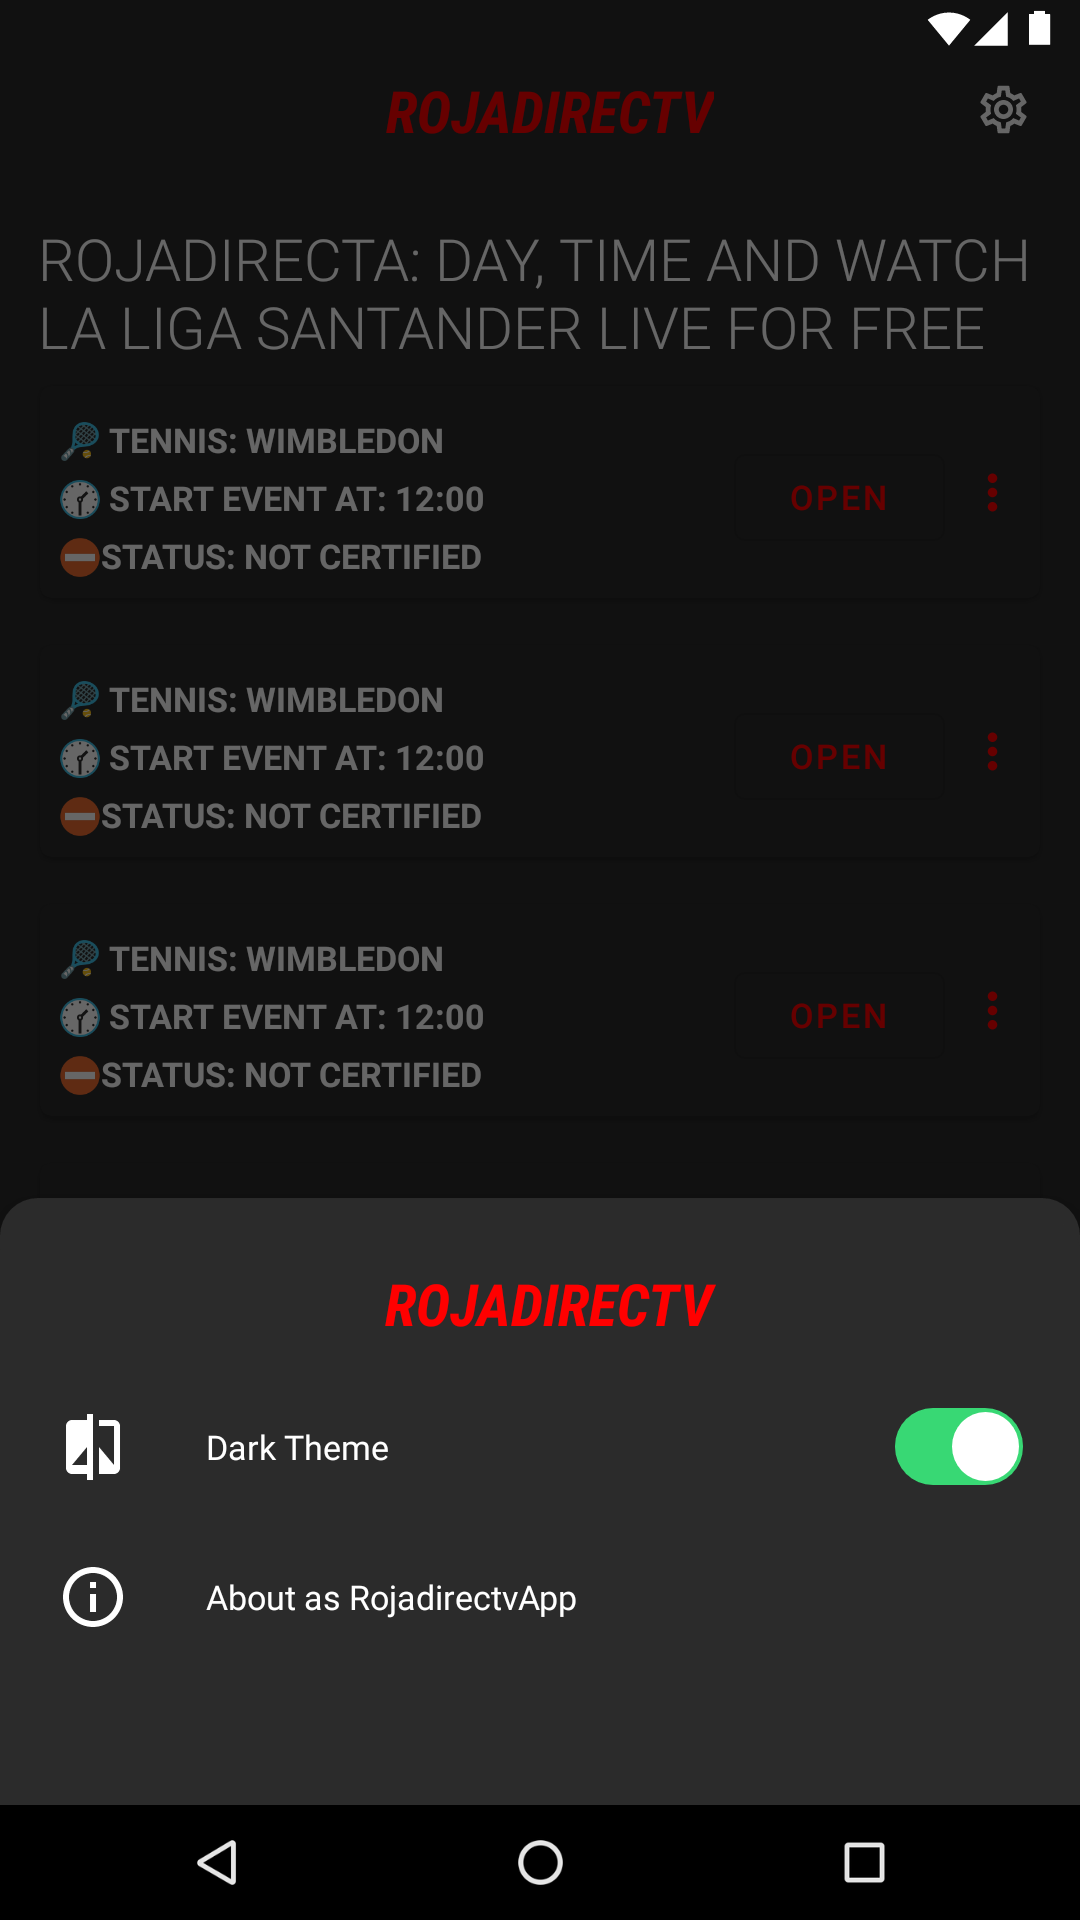 ROJADIRECTV
ROJADIRECTA: DAY, TIME AND WATCH
LA LIGA SANTANDER LIVE FOR FREE
TENNIS: WIMBLEDON
START EVENT AT: 12:00
STATUS: NOT CERTIFIED
OPEN
TENNIS: WIMBLEDON
START EVENT AT: 12:00
STATUS: NOT CERTIFIED
OPEN
TENNIS: WIMBLEDON
START EVENT AT: 12:00
STATUS: NOT CERTIFIED
OPEN
ROJADIRECTV
Dark Theme
About as RojadirectvApp